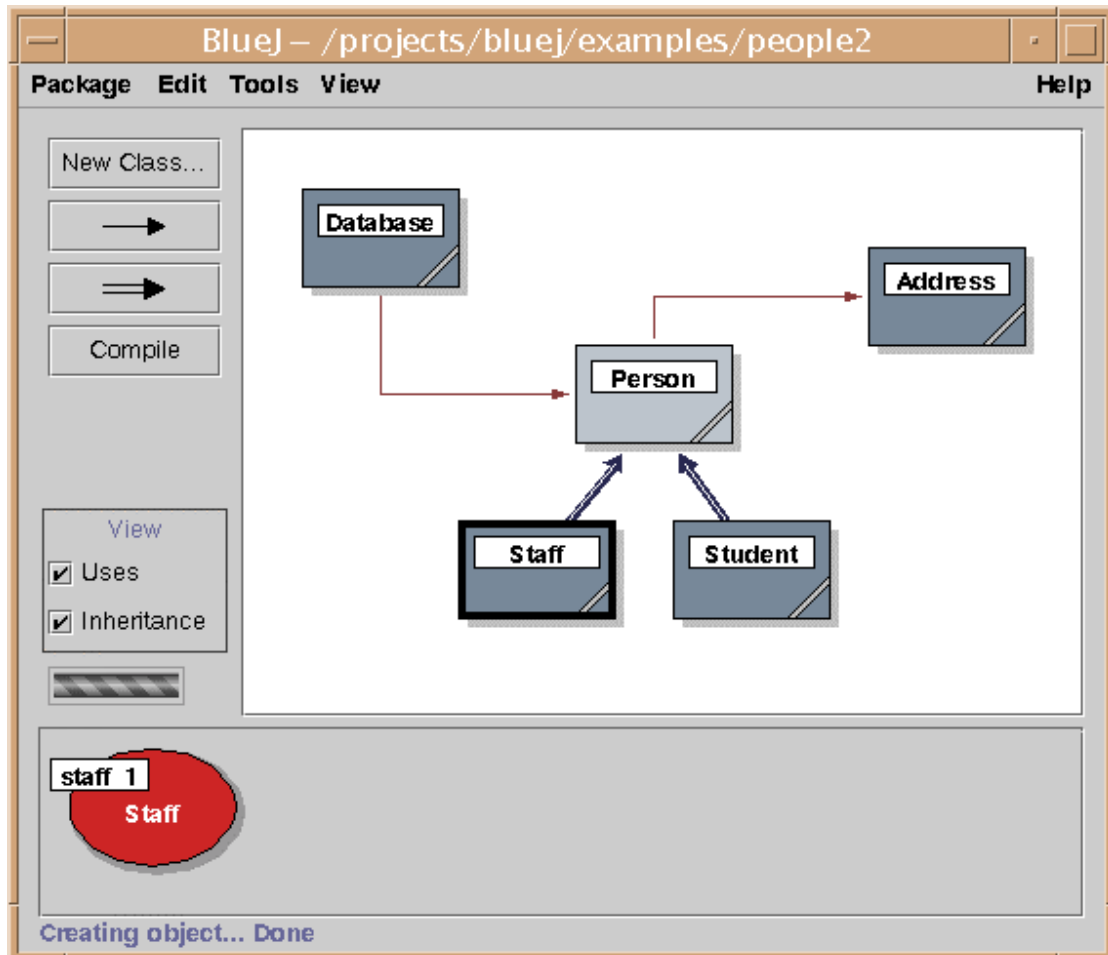 BlueJ – /projects/bluej/examples/people2
Package Edit Tools View Help
New Class...
Compile
View
Uses
Inheritance
Database
Address
Person
Staff
Student
staff_1
Staff
Creating object... Done